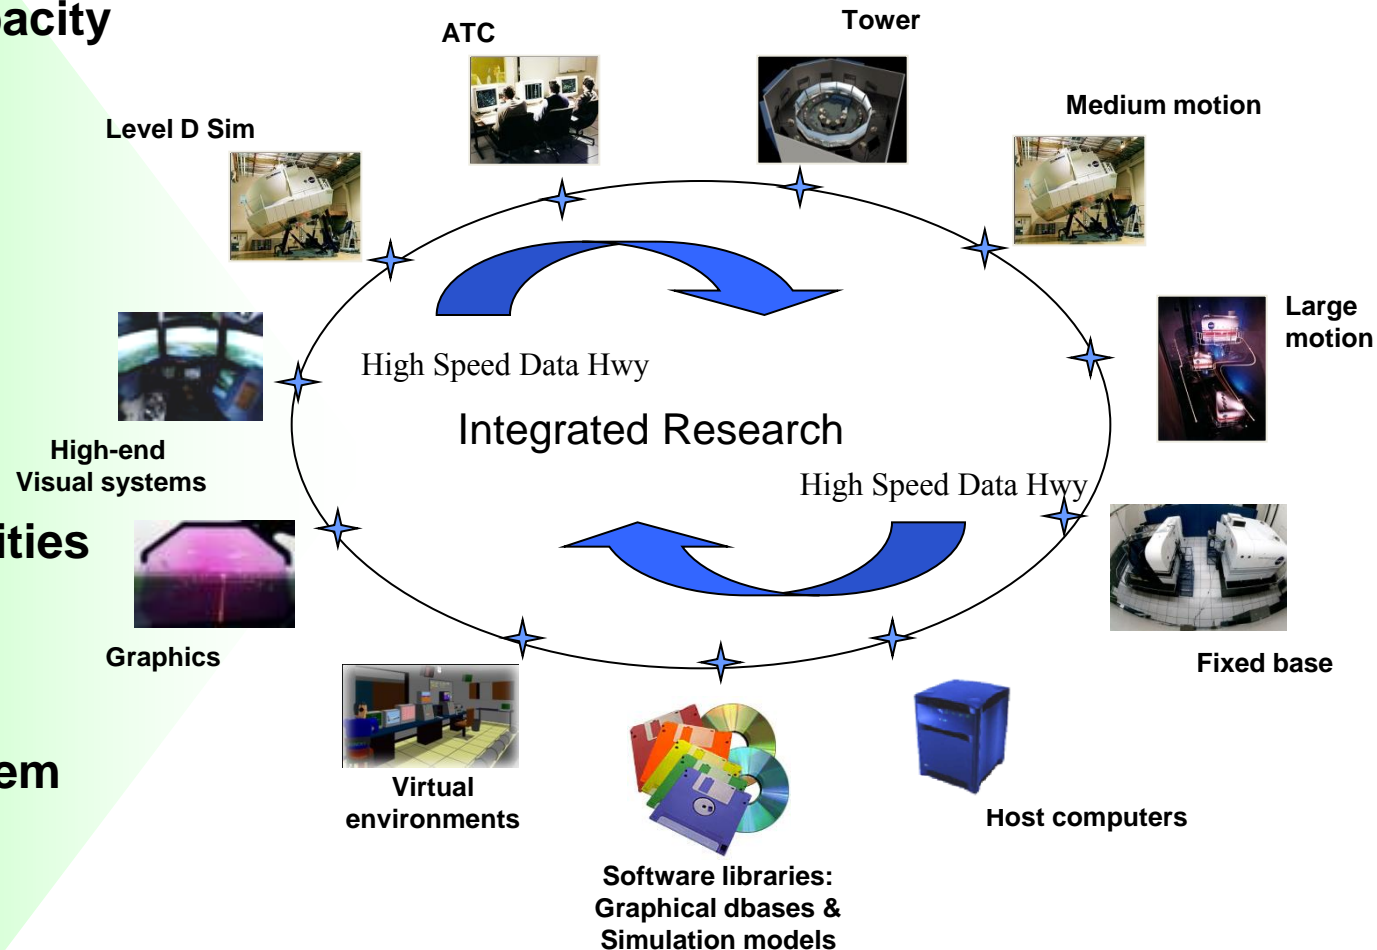 pacity
ATC
Tower
Level D Sim
Medium motion
Large
motion
High Speed Data Hwy
Integrated Research
High-end
Visual systems
High Speed Data Hwy
ities
Graphics
Fixed base
em
Virtual
environments
Host computers
Software libraries:
Graphical dbases &
Simulation models